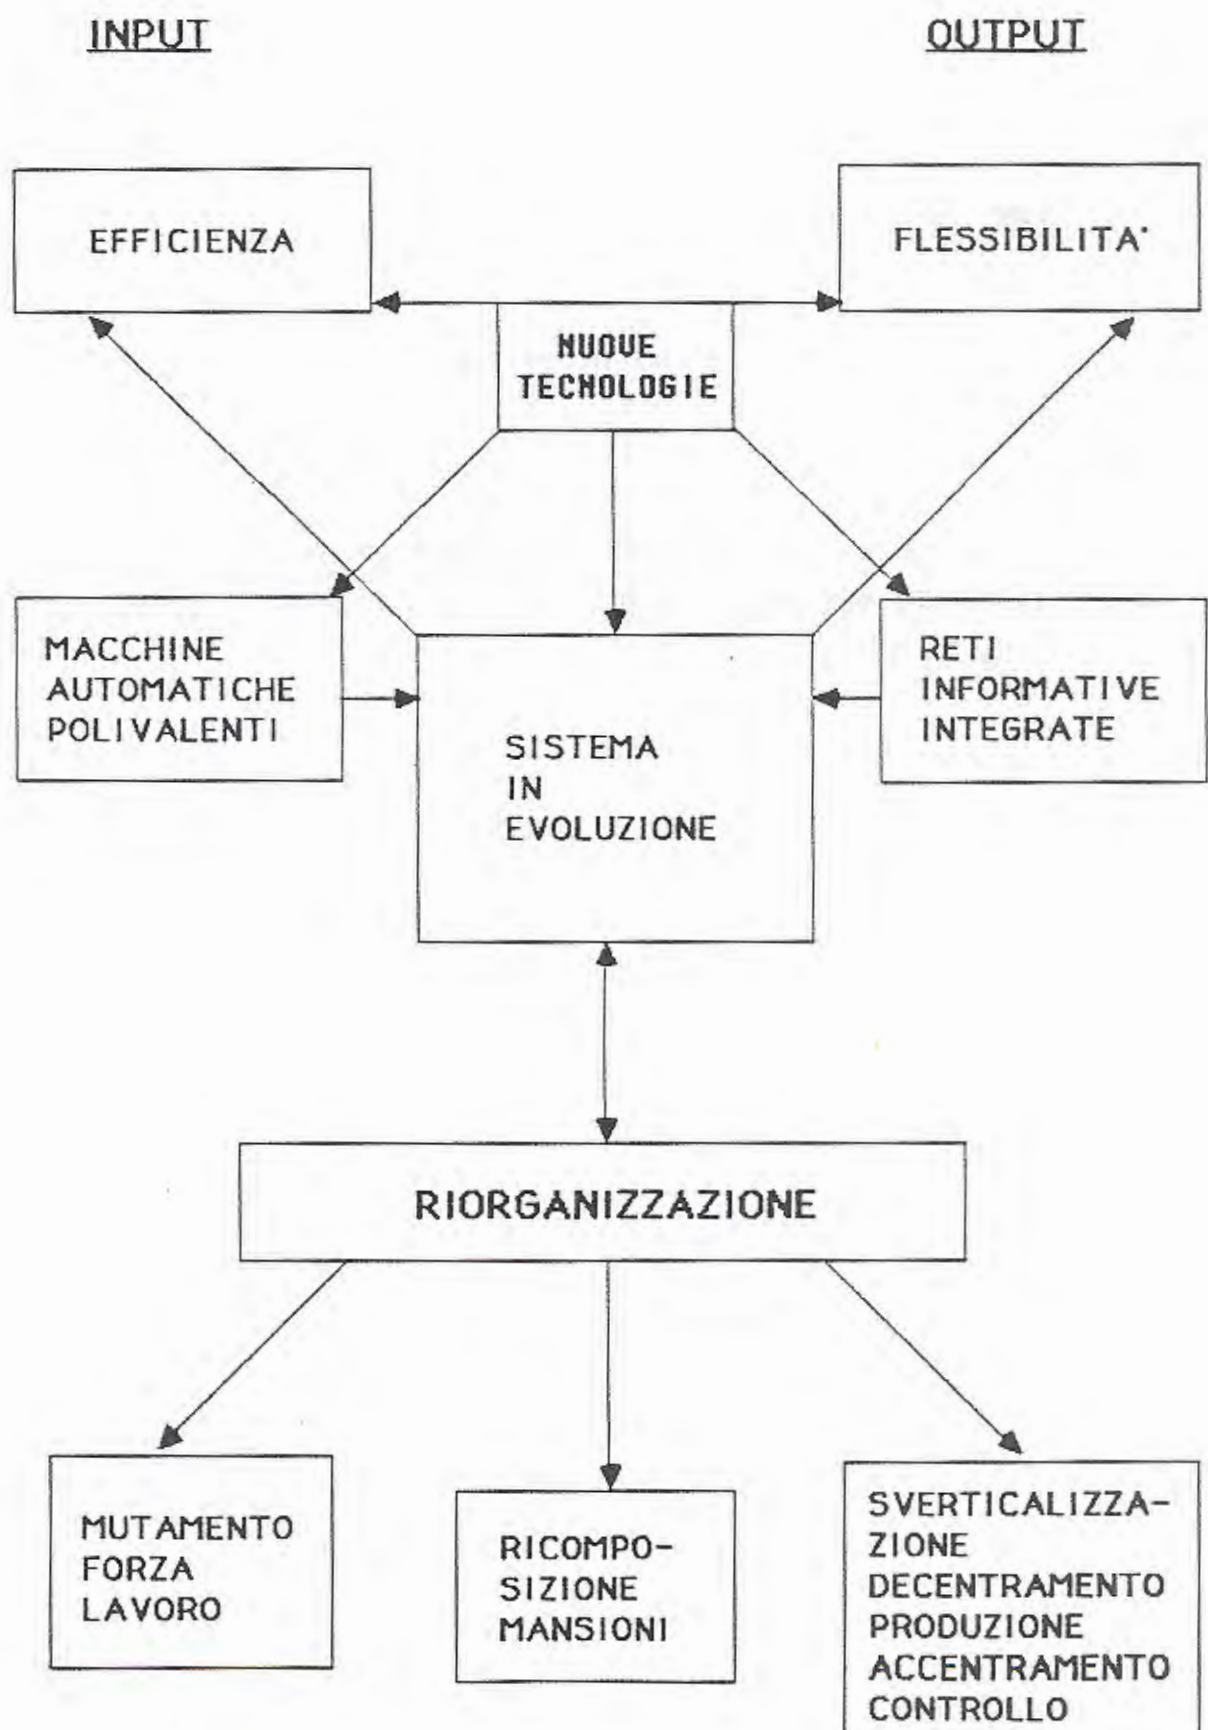 INPUT
OUTPUT
EFFICIENZA
FLESSIBILITA'
NUOVE
TECNOLOGIE
MACCHINE
AUTOMATICHE
POLIVALENTI
SISTEMA
IN
EVOLUZIONE
RETI
INFORMATIVE
INTEGRATE
RIORGANIZZAZIONE
MUTAMENTO
FORZA
LAVORO
RICOMPO-
SIZIONE
MANSIONI
SVERTICALIZZA-
ZIONE
DECENTRAMENTO
PRODUZIONE
ACCENTRAMENTO
CONTROLLO